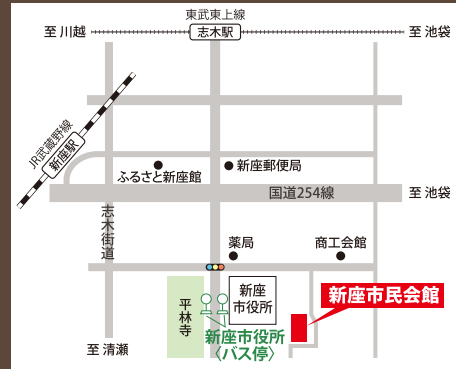 東武東上線
至 川越
志木駅
至 池袋
JR武蔵野線
新座駅
ふるさと新座館
新座郵便局
国道254線
至 池袋
志木街道
薬局
商工会館
新座
市役所
平林寺
新座市民会館
新座市役所
〈バス停〉
至 清瀬